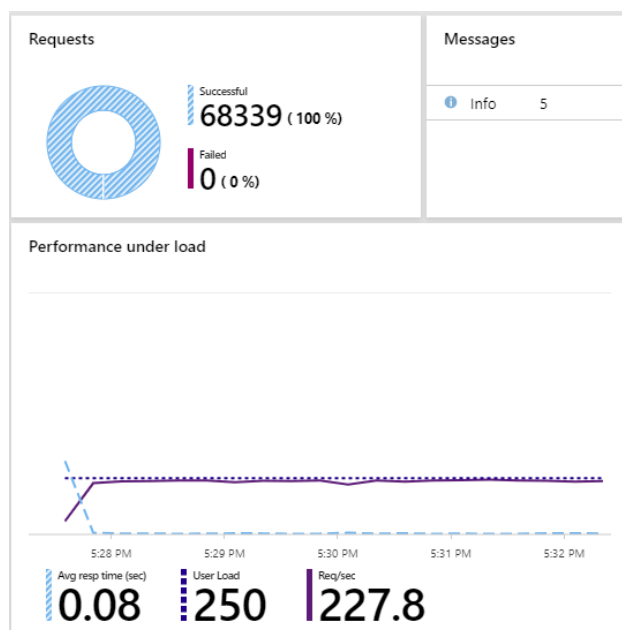 Requests
Successful
68339 ( 100 %)
Failed
0 ( 0 %)
Messages
Info 5
Performance under load
5:28 PM 5:29 PM 5:30 PM 5:31 PM 5:32 PM
Avg resp time (sec) User Load Req/sec
0.08 250 227.8